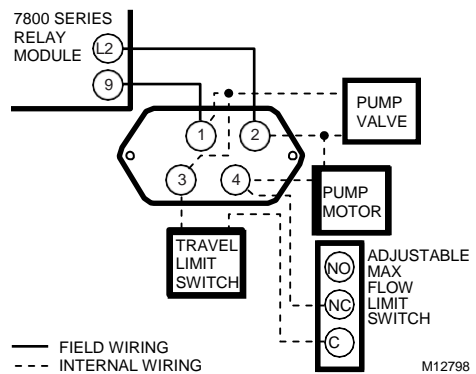 7800 SERIES
RELAY
MODULE
L2
9
1
2
3
4
PUMP
VALVE
PUMP
MOTOR
TRAVEL
LIMIT
SWITCH
NO
NC
C
ADJUSTABLE
MAX
FLOW
LIMIT
SWITCH
FIELD WIRING
INTERNAL WIRING
M12798